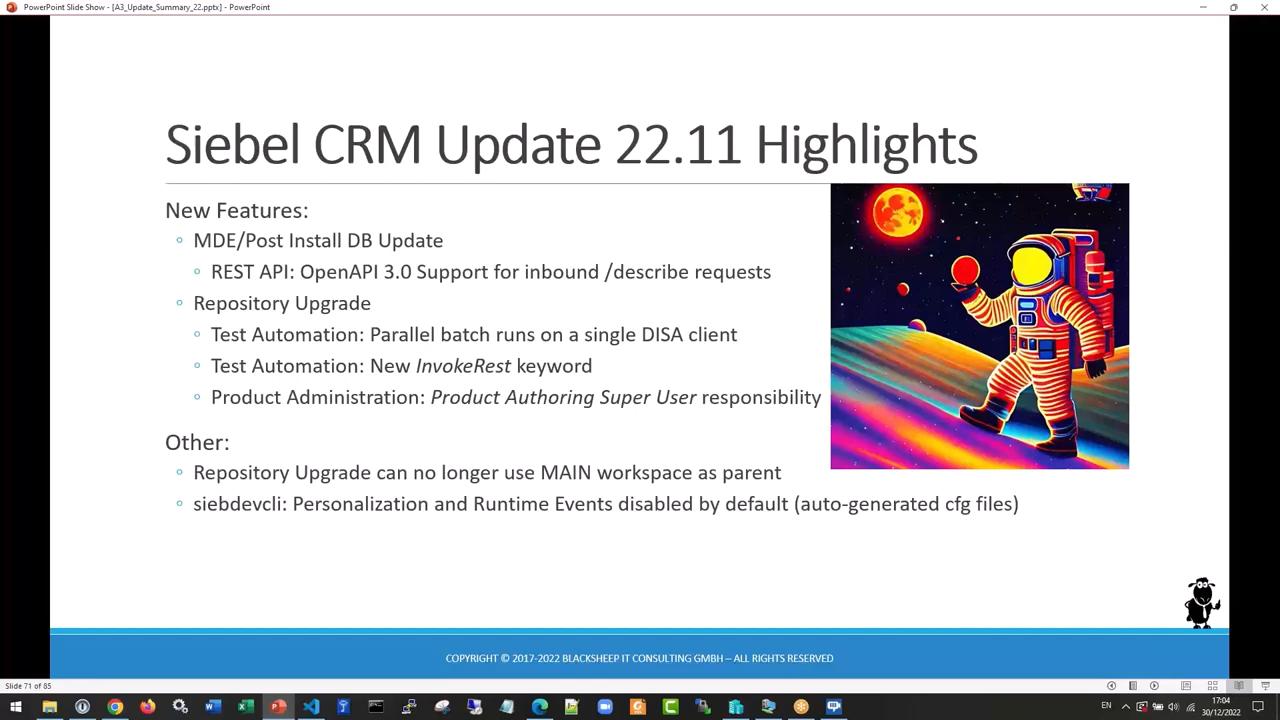 PowerPoint Slide Show - [A3_Update_Summary_22.pptx] - PowerPoint
Siebel CRM Update 22.11 Highlights
New Features:
MDE/Post Install DB Update
REST API: OpenAPI 3.0 Support for inbound /describe requests
Repository Upgrade
Test Automation: Parallel batch runs on a single DISA client
Test Automation: New InvokeRest keyword
Product Administration: Product Authoring Super User responsibility
Other:
Repository Upgrade can no longer use MAIN workspace as parent
siebdevcli: Personalization and Runtime Events disabled by default (auto-generated cfg files)
COPYRIGHT © 2017-2022 BLACKSHEEP IT CONSULTING GMBH – ALL RIGHTS RESERVED
Slide 71 of 85
EN
17:04
30/12/2022